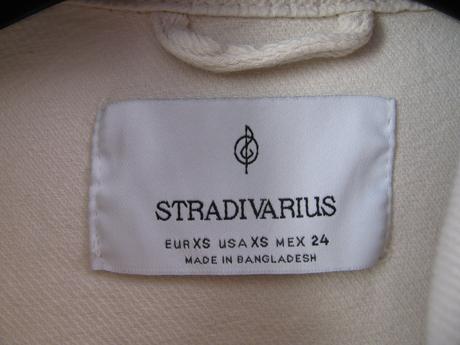 STRADIVARIUS
EUR XS USA XS MEX 24
MADE IN BANGLADESH